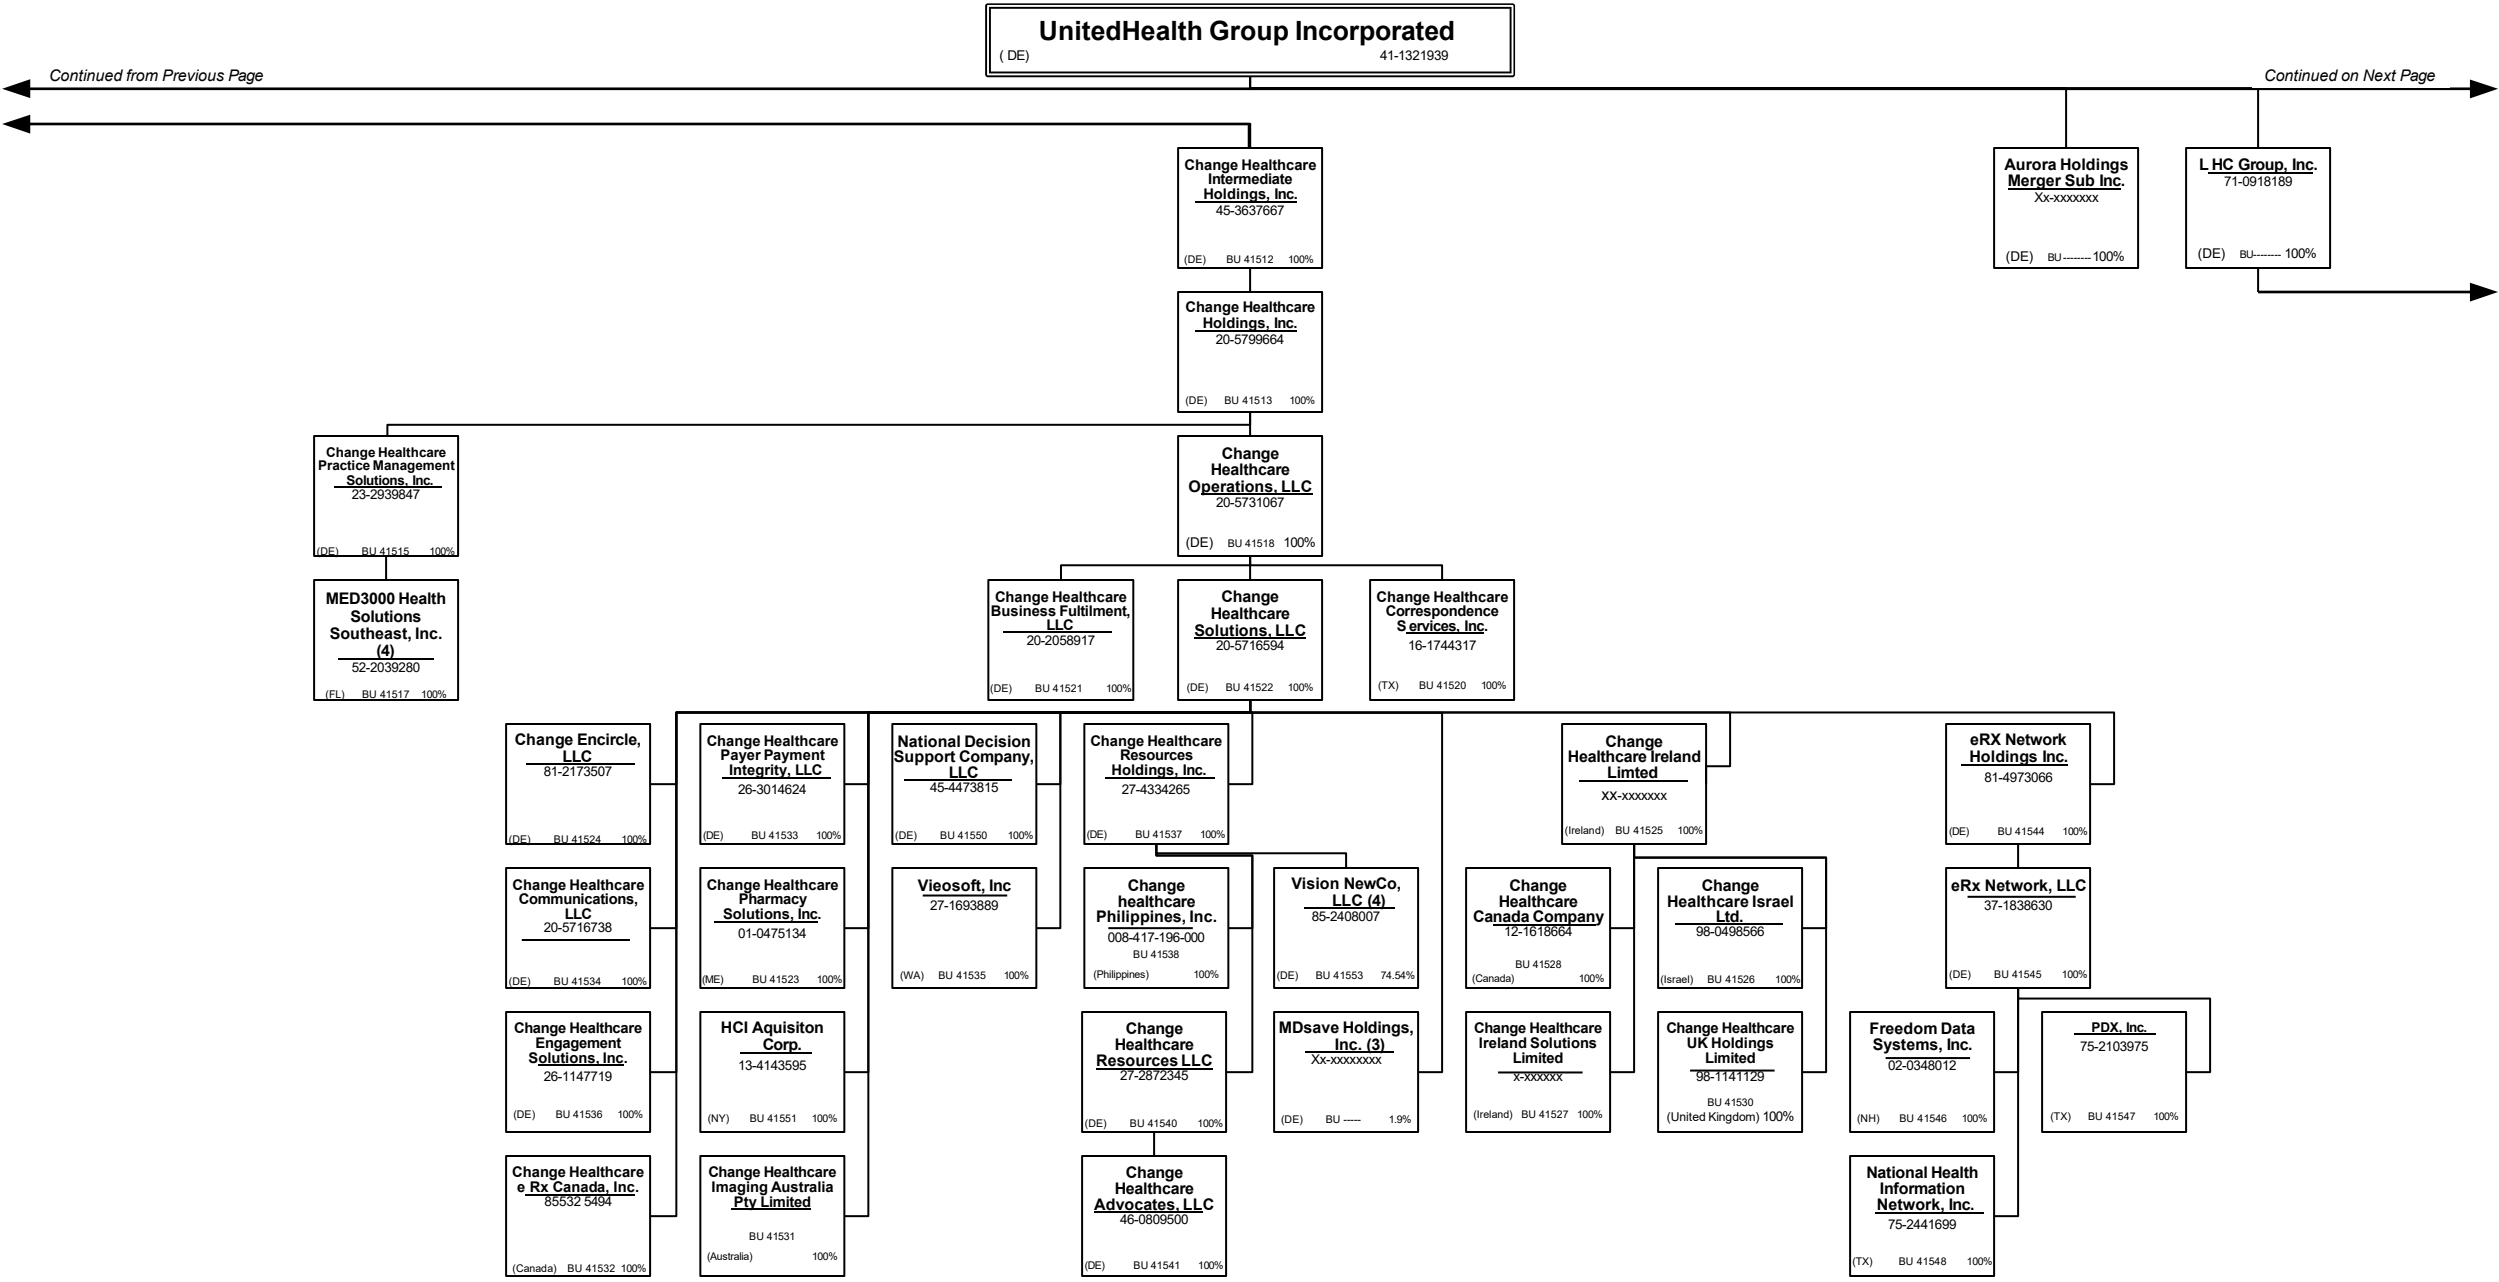 UnitedHealth Group Incorporated
( DE) 41-1321939
Continued from Previous Page
Continued on Next Page
Change Healthcare
Intermediate
Holdings, Inc.
45-3637667
(DE) BU 41512 100%
Aurora Holdings
Merger Sub Inc.
Xx-xxxxxxx
(DE) BU-------- 100%
L HC Group, Inc.
71-0918189
(DE) BU-------- 100%
Change Healthcare
Holdings, Inc.
20-5799664
(DE) BU 41513 100%
Change Healthcare
Practice Management
Solutions, Inc.
23-2939847
(DE) BU 41515 100%
Change
Healthcare
Operations, LLC
20-5731067
(DE) BU 41518 100%
MED3000 Health
Solutions
Southeast, Inc.
(4)
52-2039280
(FL) BU 41517 100%
Change Healthcare
Business Fultilment,
LLC
20-2058917
(DE) BU 41521 100%
Change
Healthcare
Solutions, LLC
20-5716594
(DE) BU 41522 100%
Change Healthcare
Correspondence
S ervices, Inc.
16-1744317
(TX) BU 41520 100%
Change Encircle,
LLC
81-2173507
(DE) BU 41524 100%
Change Healthcare
Payer Payment
Integrity, LLC
26-3014624
(DE) BU 41533 100%
National Decision
Support Company,
LLC
45-4473815
(DE) BU 41550 100%
Change Healthcare
Resources
Holdings, Inc.
27-4334265
(DE) BU 41537 100%
Change
Healthcare Ireland
Limted
XX-xxxxxxx
(Ireland) BU 41525 100%
eRX Network
Holdings Inc.
81-4973066
(DE) BU 41544 100%
Change Healthcare
Communications,
LLC
20-5716738
(DE) BU 41534 100%
Change Healthcare
Pharmacy
Solutions, Inc.
01-0475134
(ME) BU 41523 100%
Vieosoft, Inc
27-1693889
(WA) BU 41535 100%
Change
healthcare
Philippines, Inc.
008-417-196-000
BU 41538
(Philippines) 100%
Vision NewCo,
LLC (4)
85-2408007
(DE) BU 41553 74.54%
Change
Healthcare
Canada Company
12-1618664
BU 41528
(Canada) 100%
Change
Healthcare Israel
Ltd.
98-0498566
(Israel) BU 41526 100%
eRx Network, LLC
37-1838630
(DE) BU 41545 100%
Change Healthcare
Engagement
Solutions, Inc.
26-1147719
(DE) BU 41536 100%
HCI Aquisiton
Corp.
13-4143595
(NY) BU 41551 100%
Change
Healthcare
Resources LLC
27-2872345
(DE) BU 41540 100%
MDsave Holdings,
Inc. (3)
Xx-xxxxxxxx
(DE) BU ----- 1.9%
Change Healthcare
Ireland Solutions
Limited
x-xxxxxx
(Ireland) BU 41527 100%
Change Healthcare
UK Holdings
Limited
98-1141129
BU 41530
(United Kingdom) 100%
Freedom Data
Systems, Inc.
02-0348012
(NH) BU 41546 100%
PDX, Inc.
75-2103975
(TX) BU 41547 100%
Change Healthcare
e Rx Canada, Inc.
85532 5494
(Canada) BU 41532 100%
Change Healthcare
Imaging Australia
Pty Limited
BU 41531
(Australia) 100%
Change
Healthcare
Advocates, LLC
46-0809500
(DE) BU 41541 100%
National Health
Information
Network, Inc.
75-2441699
(TX) BU 41548 100%